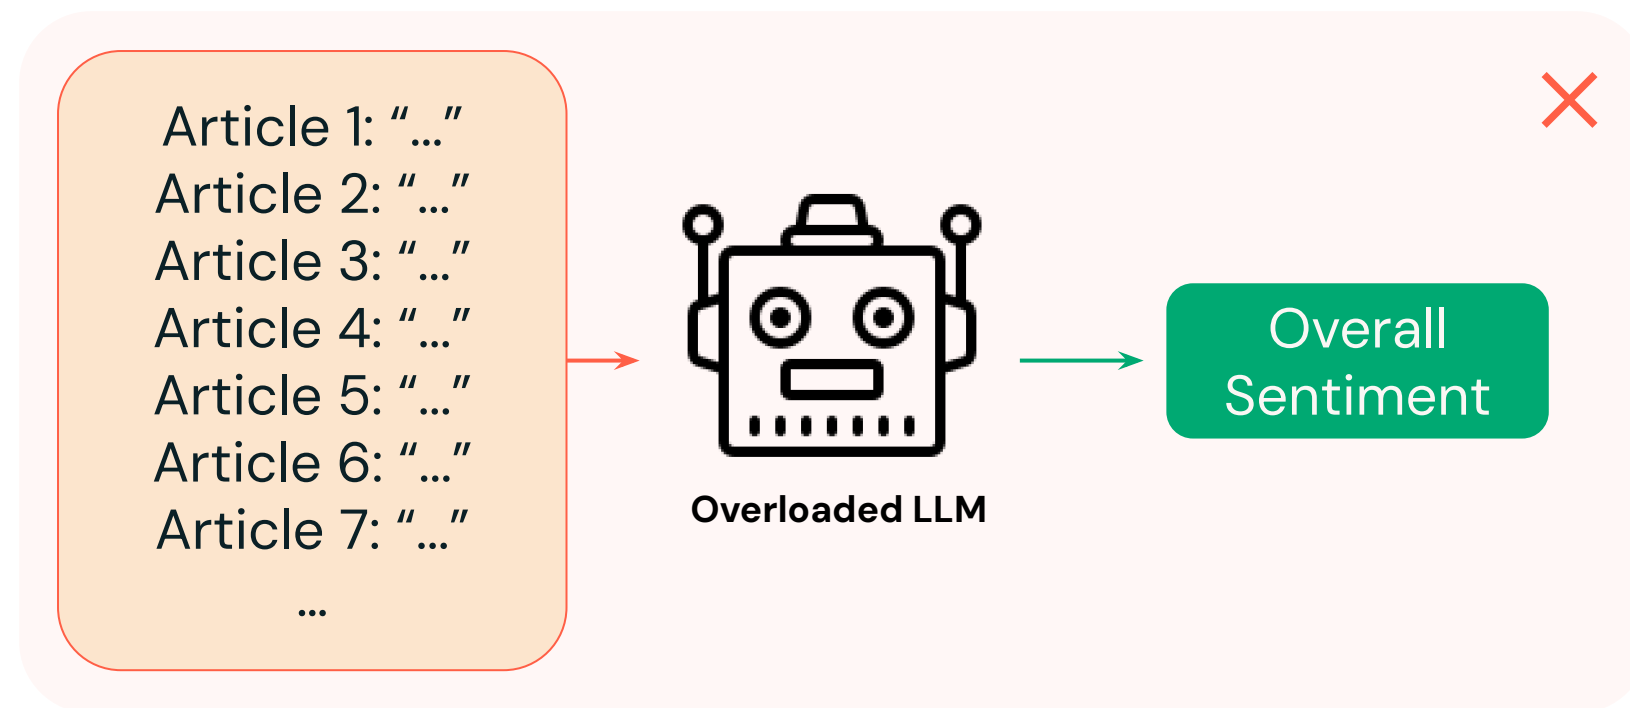 Article 1: “...”
Article 2: “...”
Article 3: “...”
Article 4: “...”
Article 5: “...”
Article 6: “...”
Article 7: “...”
...
Overloaded LLM
Overall
Sentiment